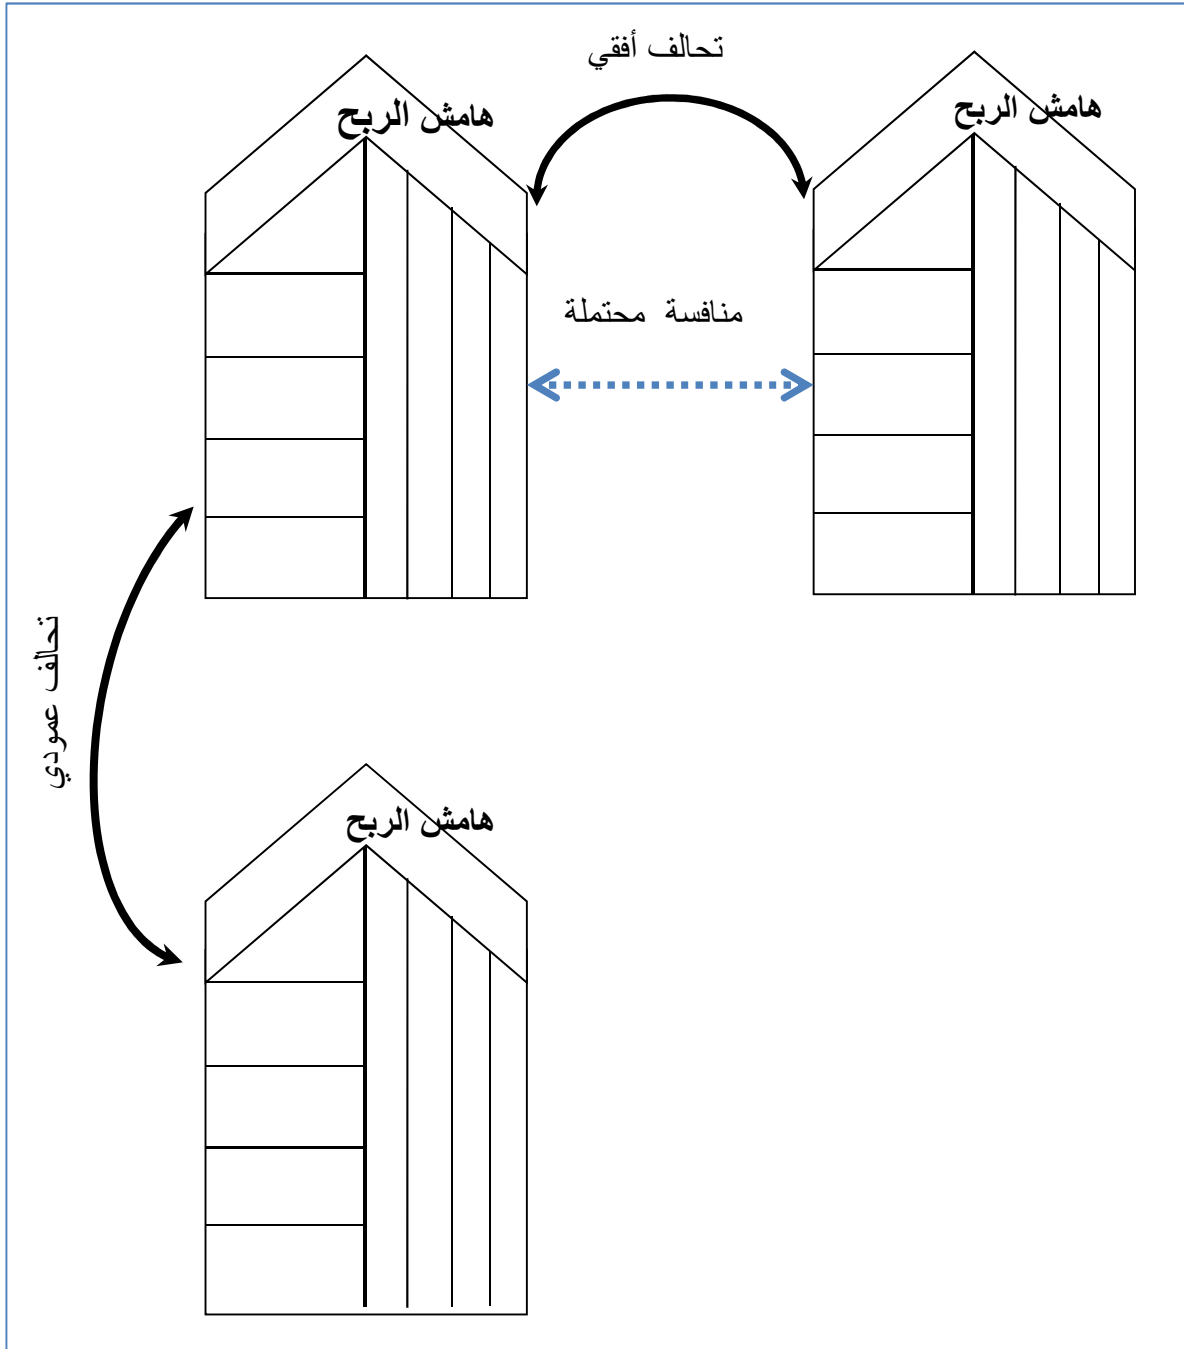 تحالف أفقي
هامش الربح
هامش الربح
منافسة محتملة
تحالف عمودي
هامش الربح